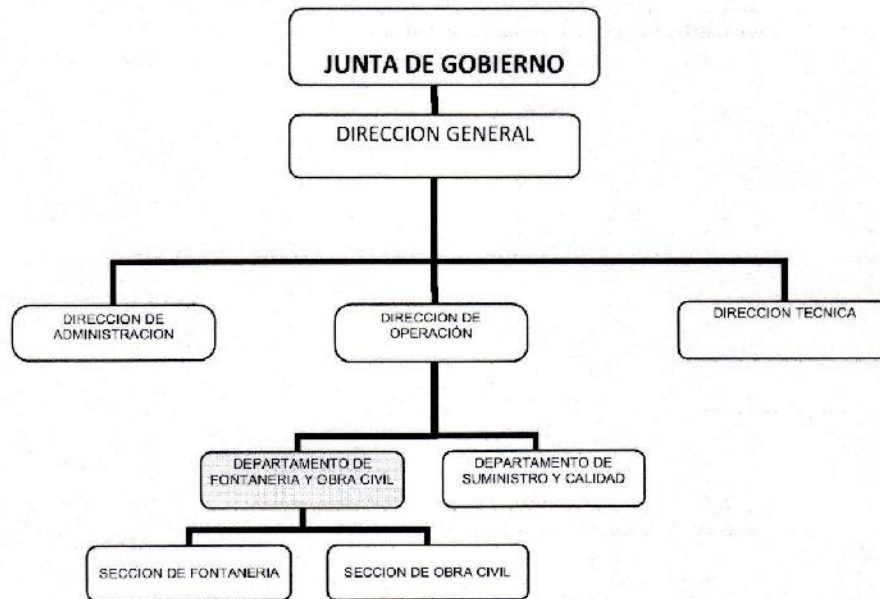 JUNTA DE GOBIERNO
DIRECCION GENERAL
DIRECCION DE
ADMINISTRACION
DIRECCION DE
OPERACIÓN
DIRECCION TECNICA
DEPARTAMENTO DE
FONTANERIA Y OBRA CIVIL
DEPARTAMENTO DE
SUMINISTRO Y CALIDAD
SECCION DE FONTANERIA
SECCION DE OBRA CIVIL